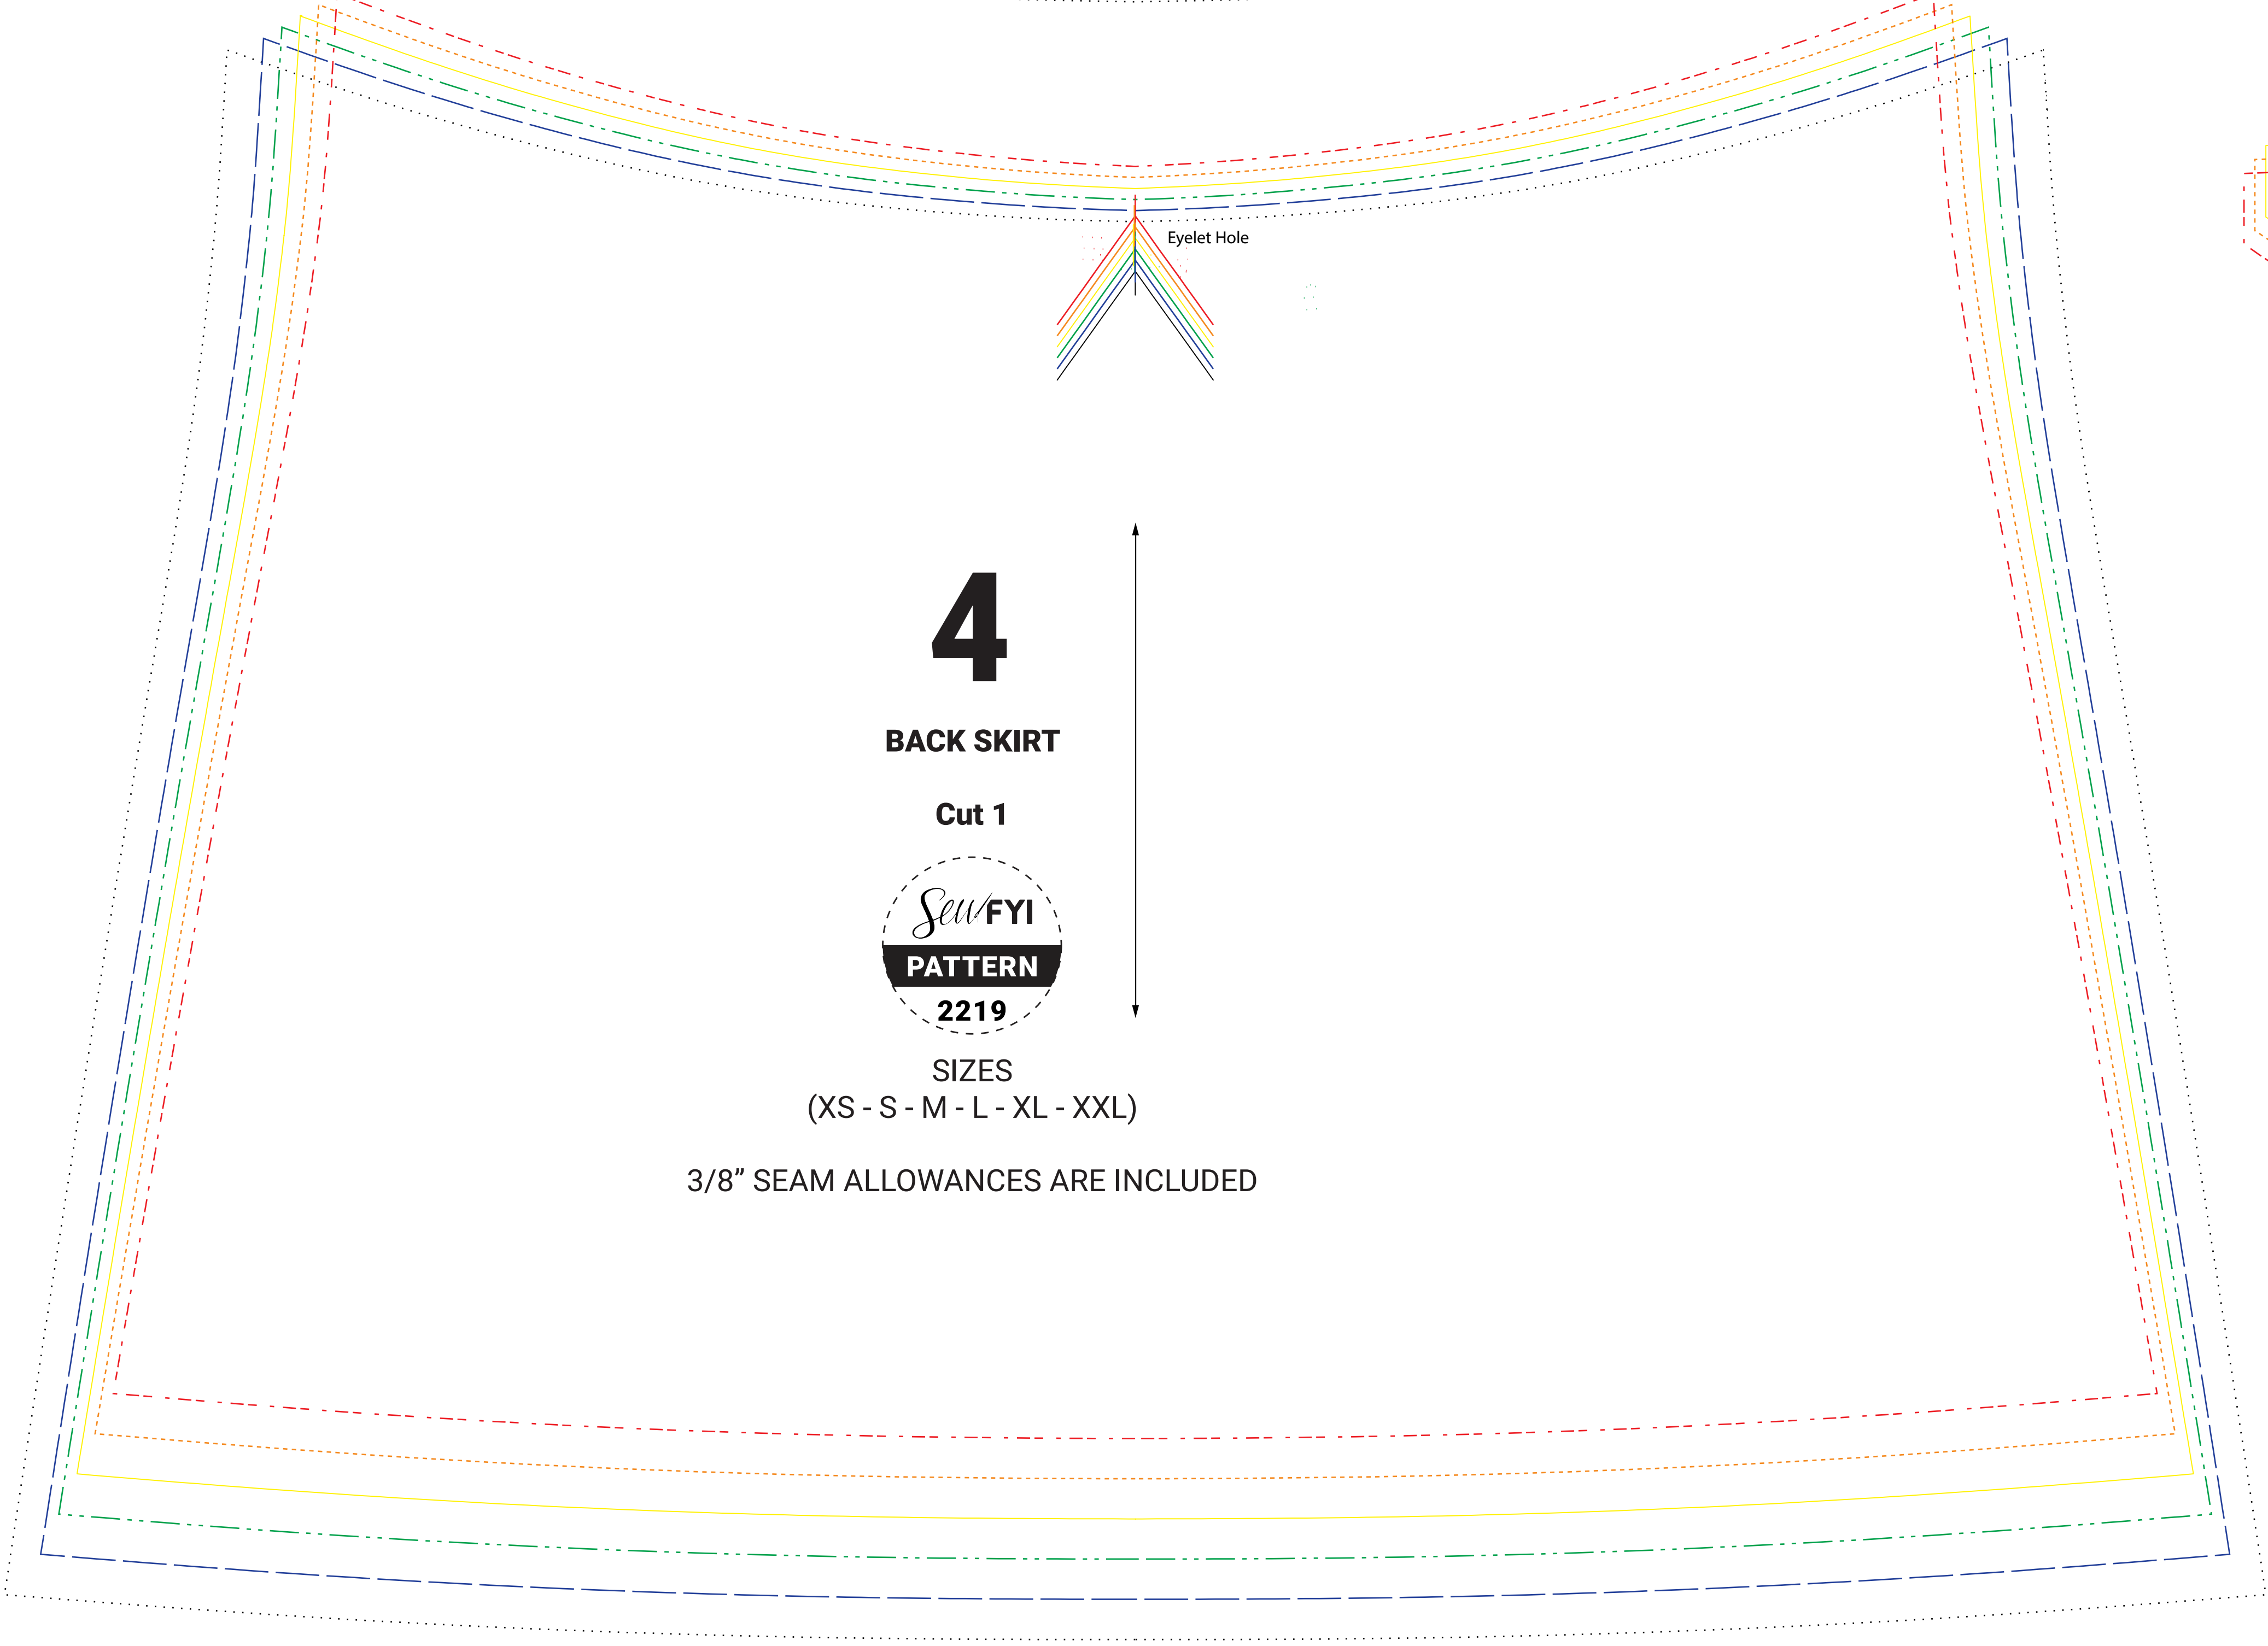 Eyelet Hole
4
BACK SKIRT
Cut 1
Sew FYI
PATTERN
2219
SIZES
(XS - S - M - L - XL - XXL)
3/8” SEAM ALLOWANCES ARE INCLUDED